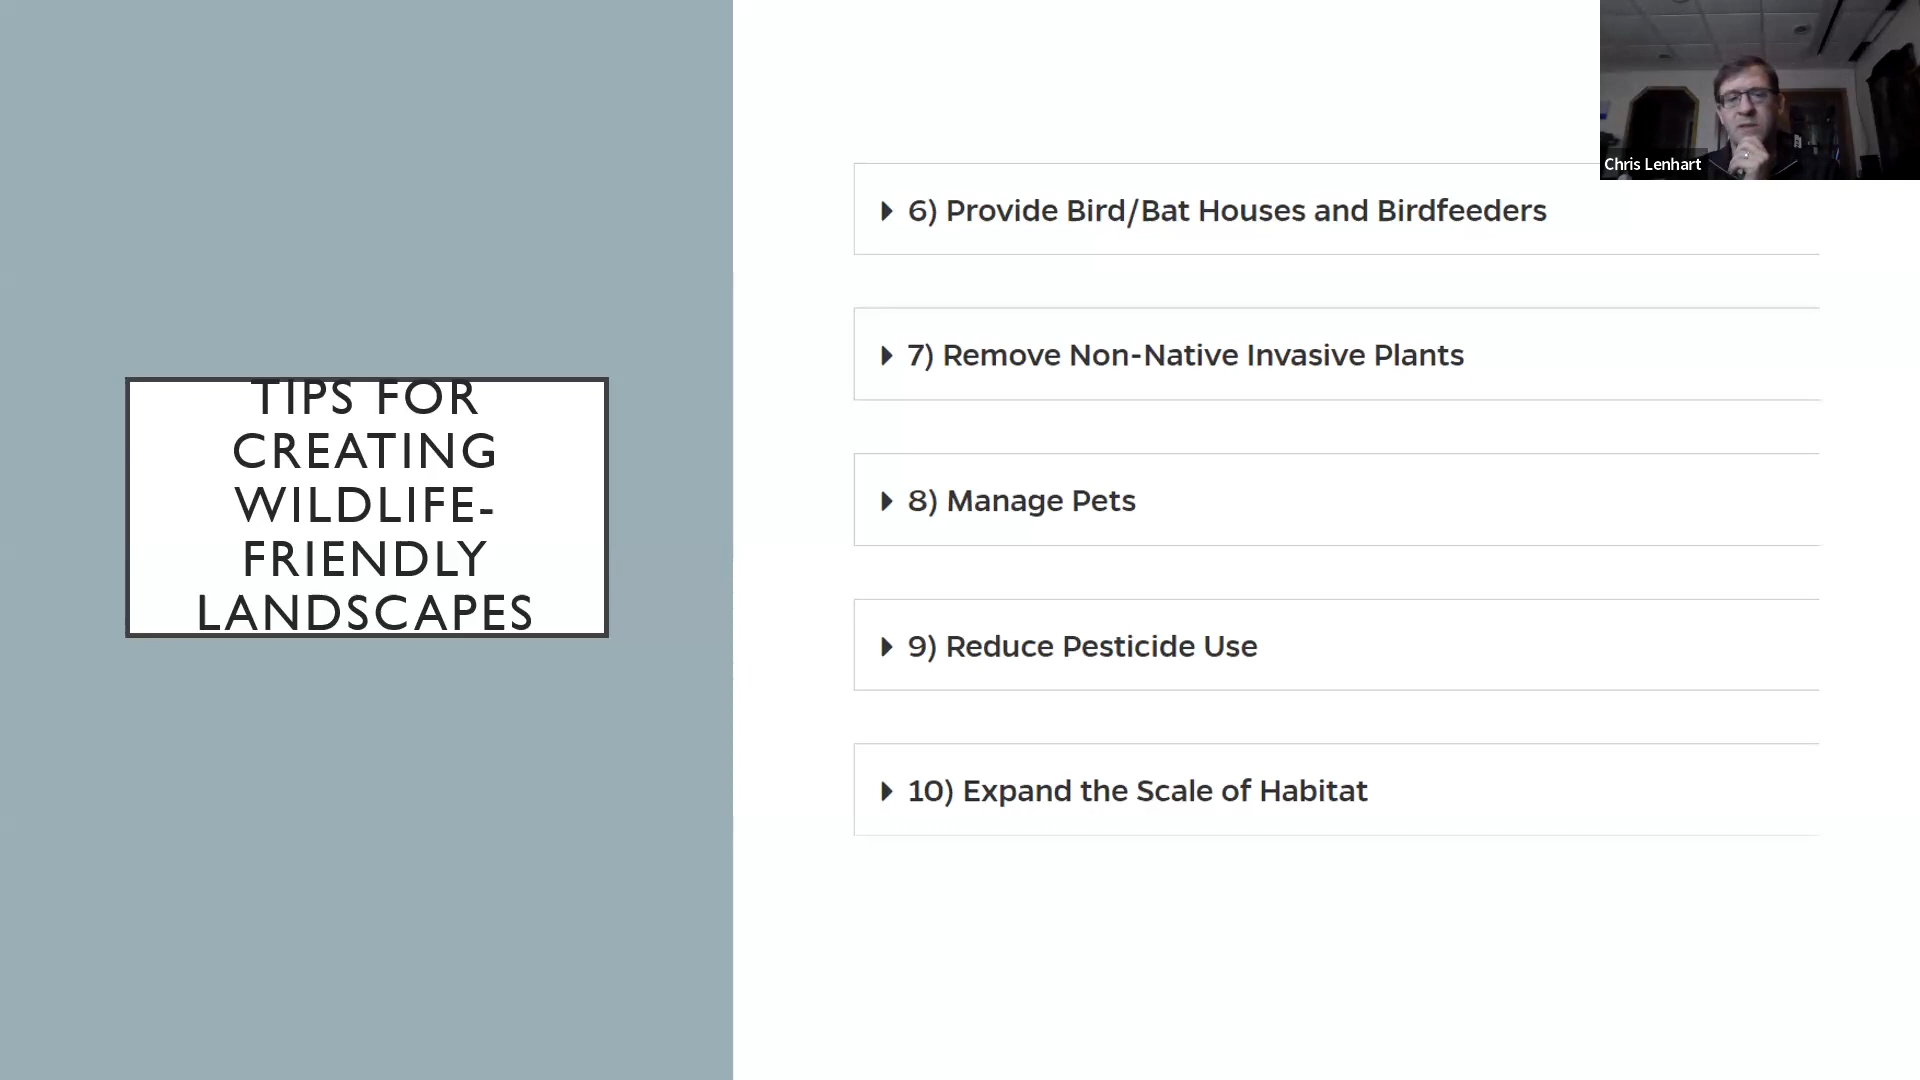 TIPS FOR
CREATING
WILDLIFE-
FRIENDLY
LANDSCAPES
6) Provide Bird/Bat Houses and Birdfeeders
7) Remove Non-Native Invasive Plants
8) Manage Pets
9) Reduce Pesticide Use
10) Expand the Scale of Habitat
Chris Lenhart